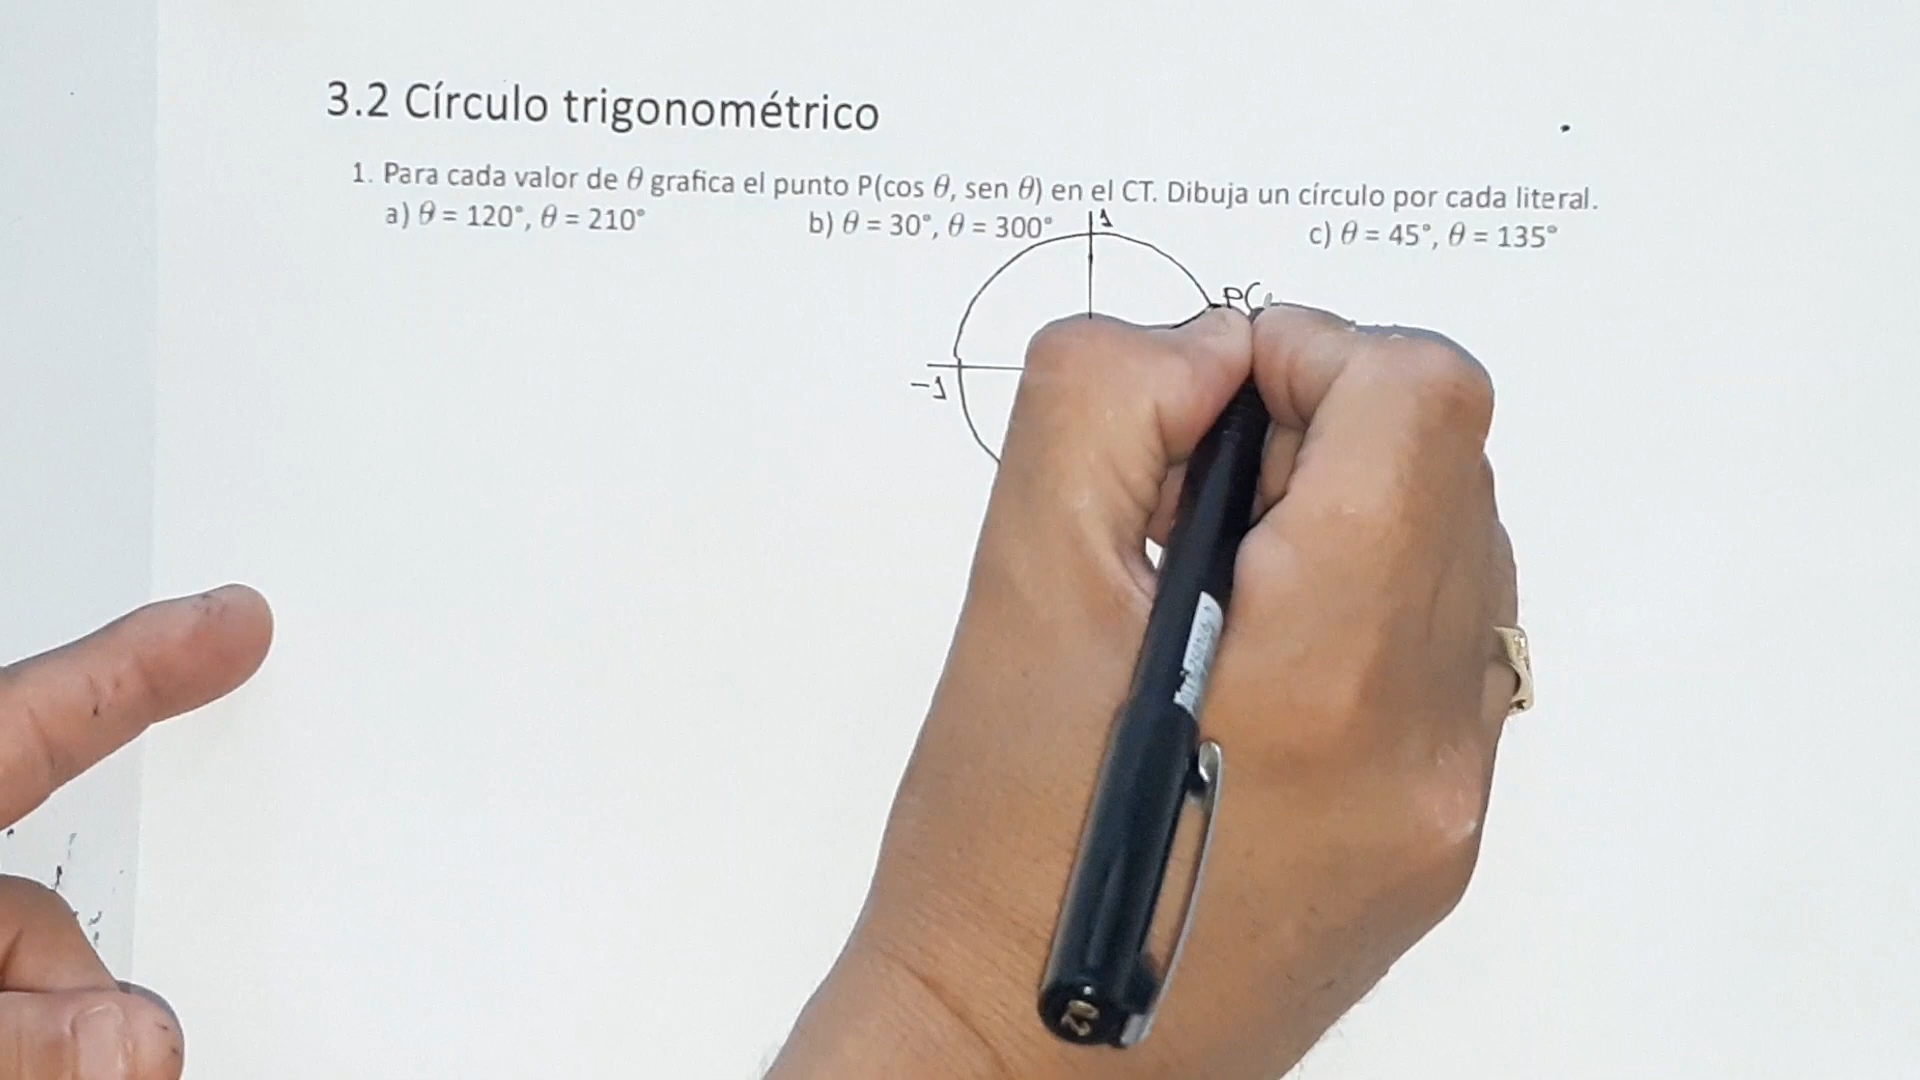 3.2 Círculo trigonométrico
1. Para cada valor de θ grafica el punto P(cos θ, sen θ) en el CT. Dibuja un círculo por cada literal.
a) θ = 120°, θ = 210° b) θ = 30°, θ = 300° c) θ = 45°, θ = 135°
1
P(
-1
02